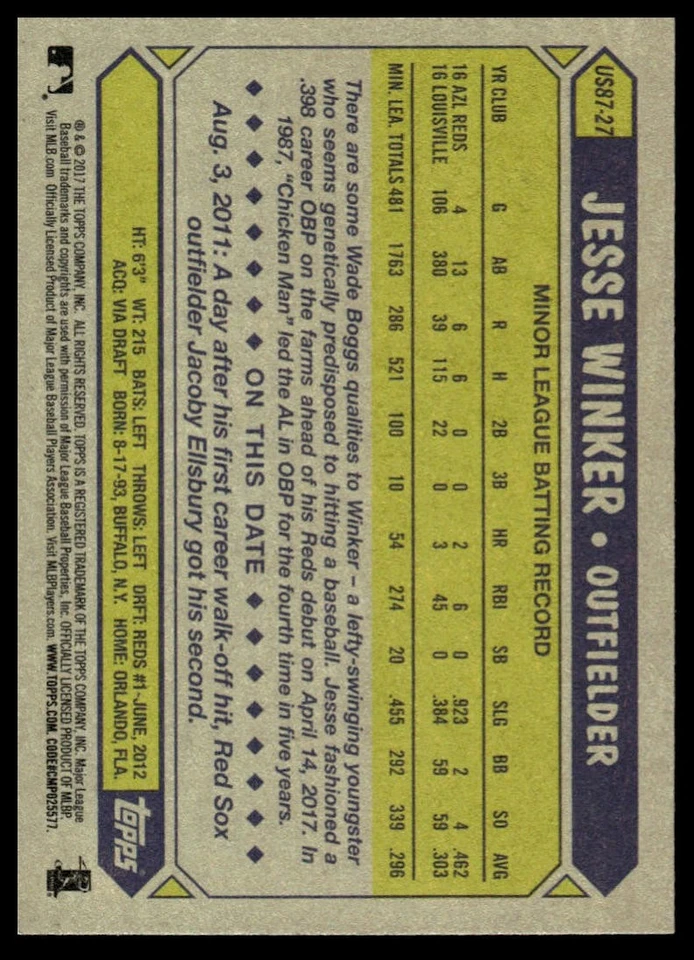 US87-27
JESSE WINKER • OUTFIELDER
MINOR LEAGUE BATTING RECORD
YR CLUB G AB R H 2B 3B HR RBI SB SLG BB SO AVG
16 AZL REDS 4 13 6 6 0 0 2 6 0 .923 2 4 .462
16 LOUISVILLE 106 380 39 115 22 0 3 45 0 .384 59 59 .303
MIN. LEA. TOTALS 481 1763 286 521 100 10 54 274 20 .455 292 339 .296
There are some Wade Boggs qualities to Winker – a lefty-swinging youngster
who seems genetically predisposed to hitting a baseball. Jesse fashioned a
.398 career OBP on the farms ahead of his Reds debut on April 14, 2017. In
1987, “Chicken Man” led the AL in OBP for the fourth time in five years.
◆ ◆ ◆ ◆ ◆ ◆ ◆ ◆ ◆ ON THIS DATE ◆ ◆ ◆ ◆ ◆ ◆ ◆ ◆ ◆
Aug. 3, 2011: A day after his first career walk-off hit, Red Sox
outfielder Jacoby Ellsbury got his second.
HT: 6'3" WT: 215 BATS: LEFT THROWS: LEFT DRFT: REDS #1-JUNE, 2012
ACQ: VIA DRAFT BORN: 8-17-93, BUFFALO, N.Y. HOME: ORLANDO, FLA.
topps
® & © 2017 THE TOPPS COMPANY, INC. ALL RIGHTS RESERVED. TOPPS IS A REGISTERED TRADEMARK OF THE TOPPS COMPANY, INC. Major League
Baseball trademarks and copyrights are used with permission of Major League Baseball Properties, Inc. OFFICIALLY LICENSED PRODUCT OF MLBP.
Visit MLB.com Officially Licensed Product of Major League Baseball Players Association. Visit MLBPlayers.com. WWW.TOPPS.COM. CODE#CMP025577.